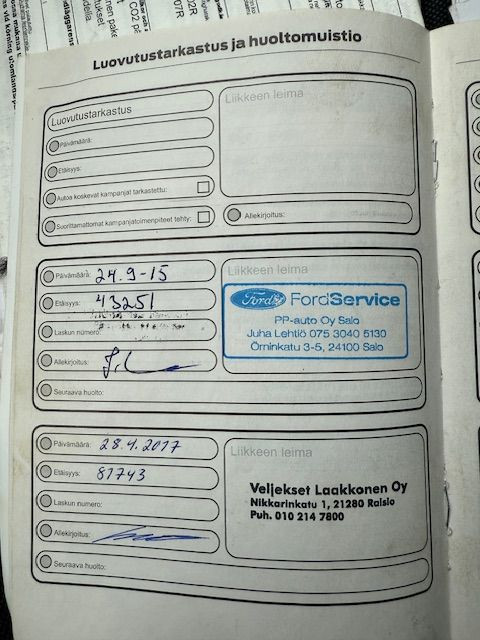 Luovutustarkastus ja huoltomuistio
Luovutustarkastus
Päivämäärä:
Etäisyys:
Autoa koskevat kampanjat tarkastettu:
Suorittamattomat kampanjatoimenpiteet tehty:
Liikkeen leima
Allekirjoitus:
Päivämäärä: 24.9-15
Etäisyys: 43251
Laskun numero:
Allekirjoitus:
Seuraava huolto:
Liikkeen leima
Ford FordService
PP-auto Oy Salo
Juha Lehtiö 075 3040 5130
Örninkatu 3-5, 24100 Salo
Päivämäärä: 28.4.2017
Etäisyys: 81743
Laskun numero:
Allekirjoitus:
Seuraava huolto:
Liikkeen leima
Veljekset Laakkonen Oy
Nikkarinkatu 1, 21280 Raisio
Puh. 010 214 7800